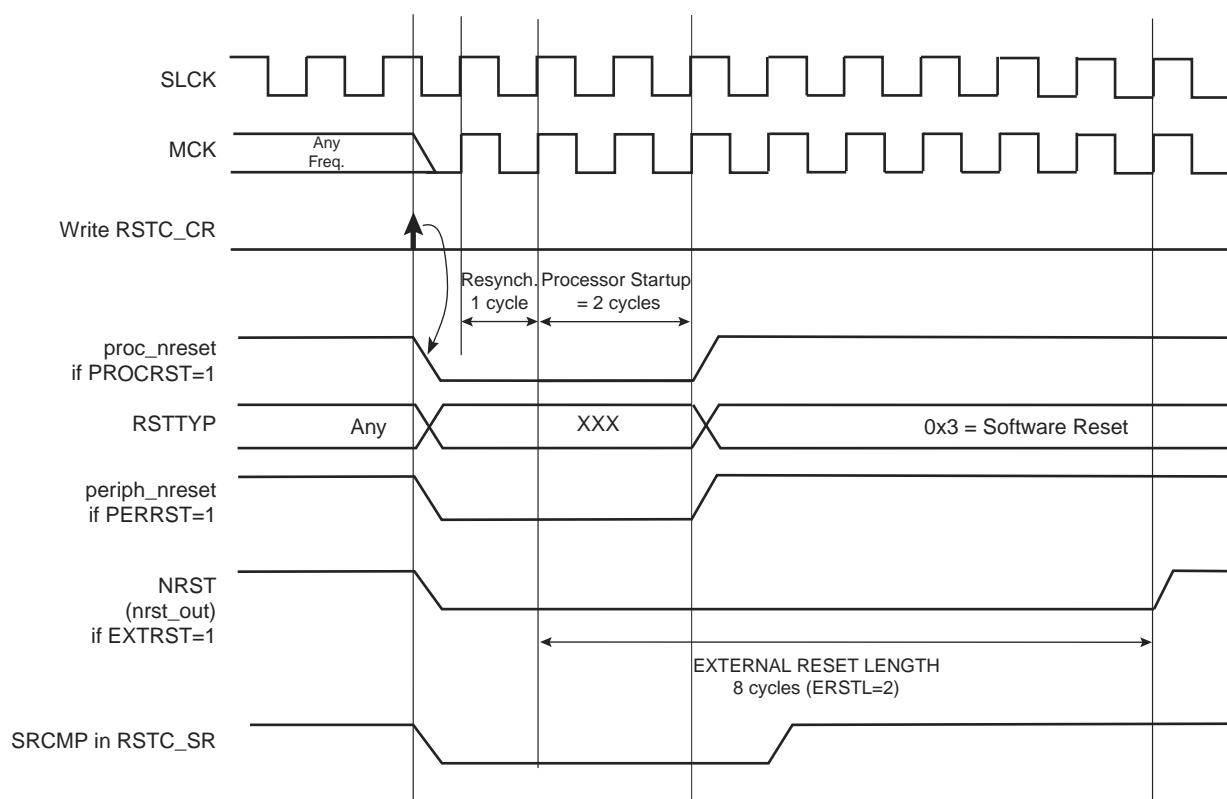 SLCK
MCK
Any
Freq.
Write RSTC_CR
Resynch.
1 cycle
Processor Startup
= 2 cycles
proc_nreset
if PROCRST=1
RSTTYP
Any
XXX
0x3 = Software Reset
periph_nreset
if PERRST=1
NRST
(nrst_out)
if EXTRST=1
EXTERNAL RESET LENGTH
8 cycles (ERSTL=2)
SRCMP in RSTC_SR